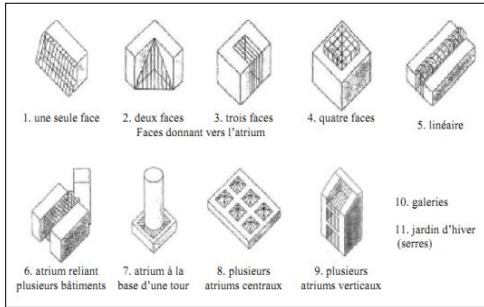 1. une seule face
2. deux faces
3. trois faces
4. quatre faces
5. linéaire
Faces donnant vers l'atrium
6. atrium reliant
plusieurs bâtiments
7. atrium à la
base d'une tour
8. plusieurs
atriums centraux
9. plusieurs
atriums verticaux
10. galeries
11. jardin d'hiver
(serres)